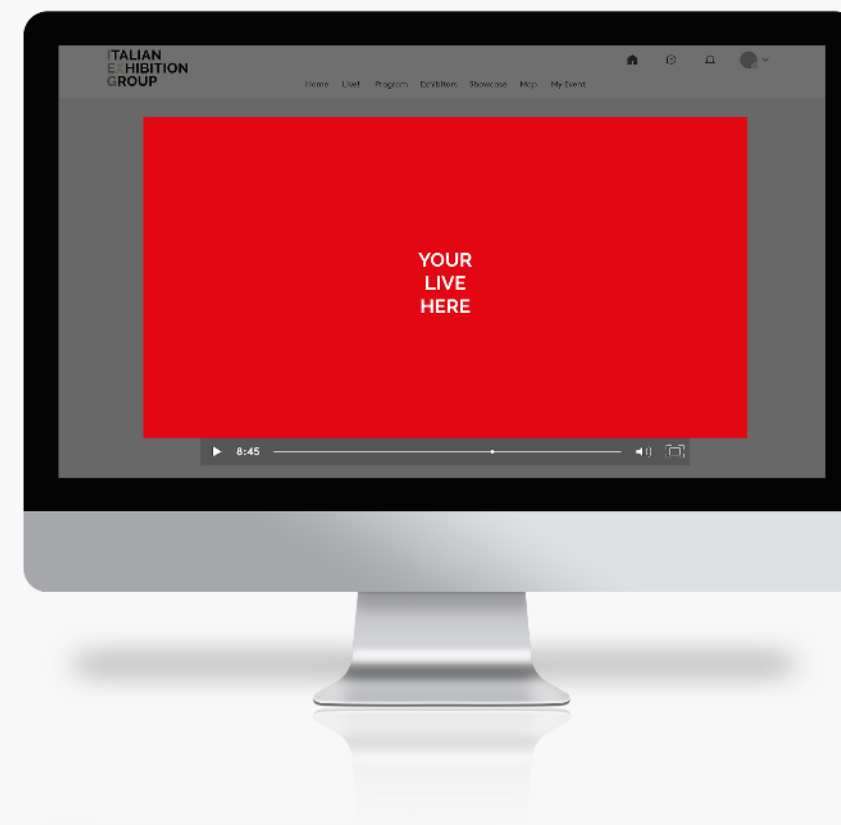 ITALIAN
EXHIBITION
GROUP
Home Live! Program Exhibitors Showcase Map My Event
YOUR
LIVE
HERE
8:45